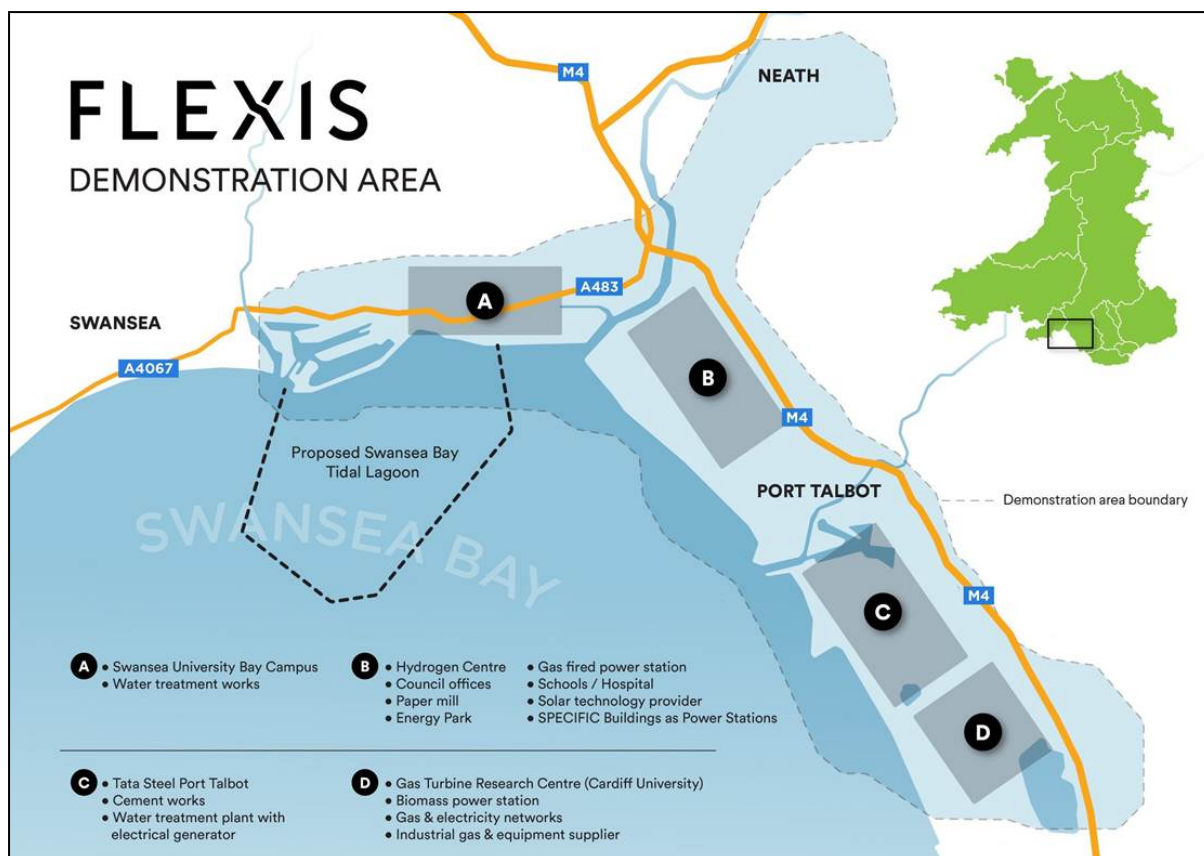 FLEXIS
DEMONSTRATION AREA
M4
NEATH
A483
A
SWANSEA
A4067
B
M4
Proposed Swansea Bay
Tidal Lagoon
PORT TALBOT
Demonstration area boundary
SWANSEA BAY
M4
C
D
A
• Swansea University Bay Campus
• Water treatment works
B
• Hydrogen Centre
• Council offices
• Paper mill
• Energy Park
• Gas fired power station
• Schools / Hospital
• Solar technology provider
• SPECIFIC Buildings as Power Stations
C
• Tata Steel Port Talbot
• Cement works
• Water treatment plant with
electrical generator
D
• Gas Turbine Research Centre (Cardiff University)
• Biomass power station
• Gas & electricity networks
• Industrial gas & equipment supplier